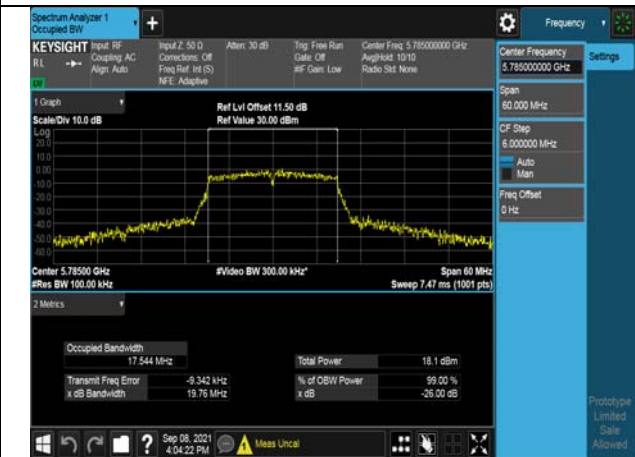 Spectrum Analyzer 1
Occupied BW
+
Frequency
KEYSIGHT
RL
Input: RF
Coupling: AC
Align: Auto
Input Z: 50 Ω
Corrections: Off
Freq Ref: Int (S)
NFE: Adaptive
Atten: 30 dB
Trig: Free Run
Gate: Off
#IF Gain: Low
Center Freq: 5.785000000 GHz
Avg|Hold: 10/10
Radio Std: None
Center Frequency
5.785000000 GHz
Settings
Span
60.000 MHz
CF Step
6.000000 MHz
Auto
Man
Freq Offset
0 Hz
1 Graph
Scale/Div 10.0 dB
Ref Lvl Offset 11.50 dB
Ref Value 30.00 dBm
Log
20.0
10.0
0.00
-10.0
-20.0
-30.0
-40.0
-50.0
-60.0
Center 5.78500 GHz
#Res BW 100.00 kHz
#Video BW 300.00 kHz*
Span 60 MHz
Sweep 7.47 ms (1001 pts)
2 Metrics
Occupied Bandwidth
17.544 MHz
Total Power 18.1 dBm
Transmit Freq Error -9.342 kHz
% of OBW Power 99.00 %
x dB Bandwidth 19.76 MHz
x dB -26.00 dB
Prototype
Limited
Sale
Allowed
?
Sep 08, 2021
4:04:22 PM
Meas Uncal